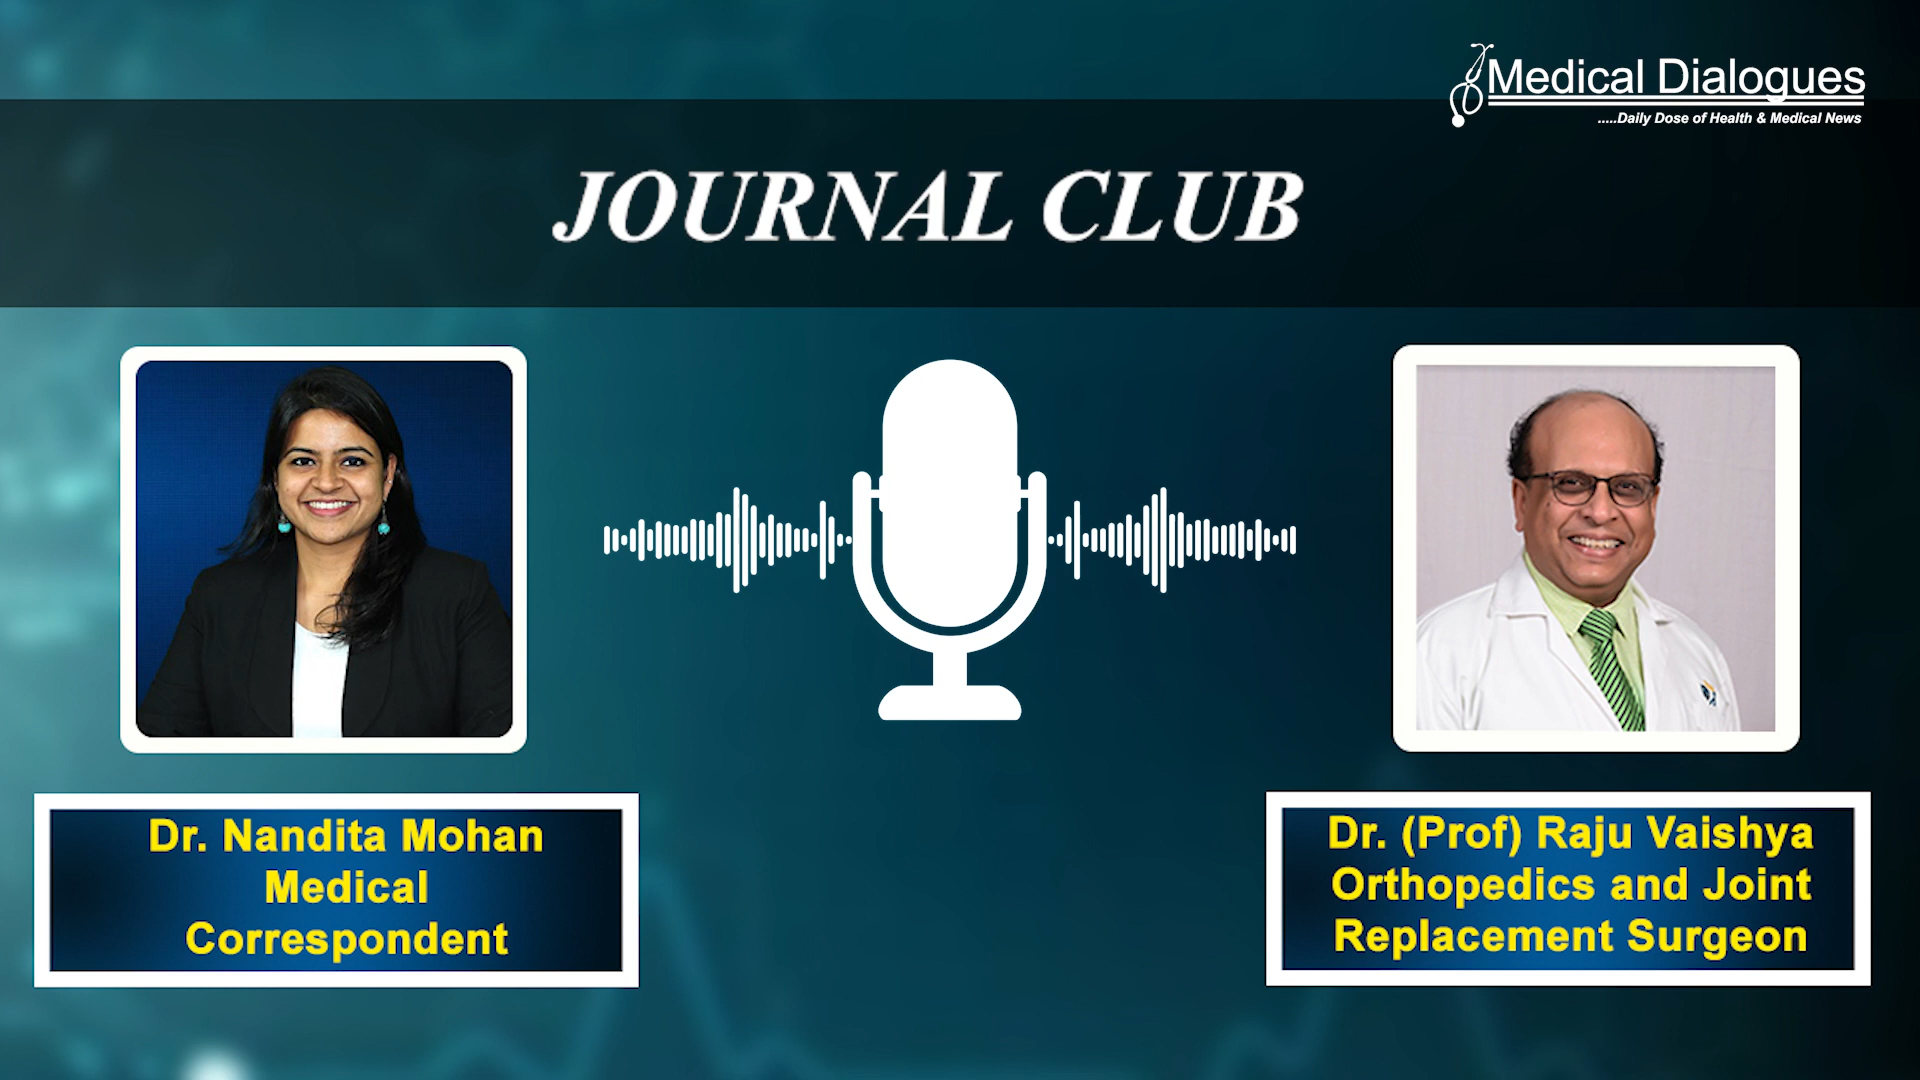 Medical Dialogues
.....Daily Dose of Health & Medical News
JOURNAL CLUB
Dr. Nandita Mohan
Medical
Correspondent
Dr. (Prof) Raju Vaishya
Orthopedics and Joint
Replacement Surgeon